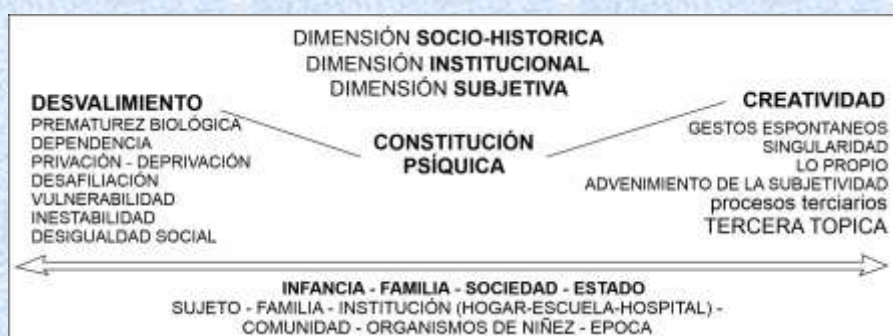 DIMENSIÓN SOCIO-HISTORICA
DIMENSIÓN INSTITUCIONAL
DIMENSIÓN SUBJETIVA
DESVALIMIENTO
PREMATUREZ BIOLÓGICA
DEPENDENCIA
PRIVACIÓN - DEPRIVACIÓN
DESAFILIACIÓN
VULNERABILIDAD
INESTABILIDAD
DESIGUALDAD SOCIAL
CONSTITUCIÓN
PSÍQUICA
CREATIVIDAD
GESTOS ESPONTANEOS
SINGULARIDAD
LO PROPIO
ADVENIMIENTO DE LA SUBJETIVIDAD
procesos terciarios
TERCERA TOPICA
INFANCIA - FAMILIA - SOCIEDAD - ESTADO
SUJETO - FAMILIA - INSTITUCIÓN (HOGAR-ESCUELA-HOSPITAL) -
COMUNIDAD - ORGANISMOS DE NIÑEZ - EPOCA